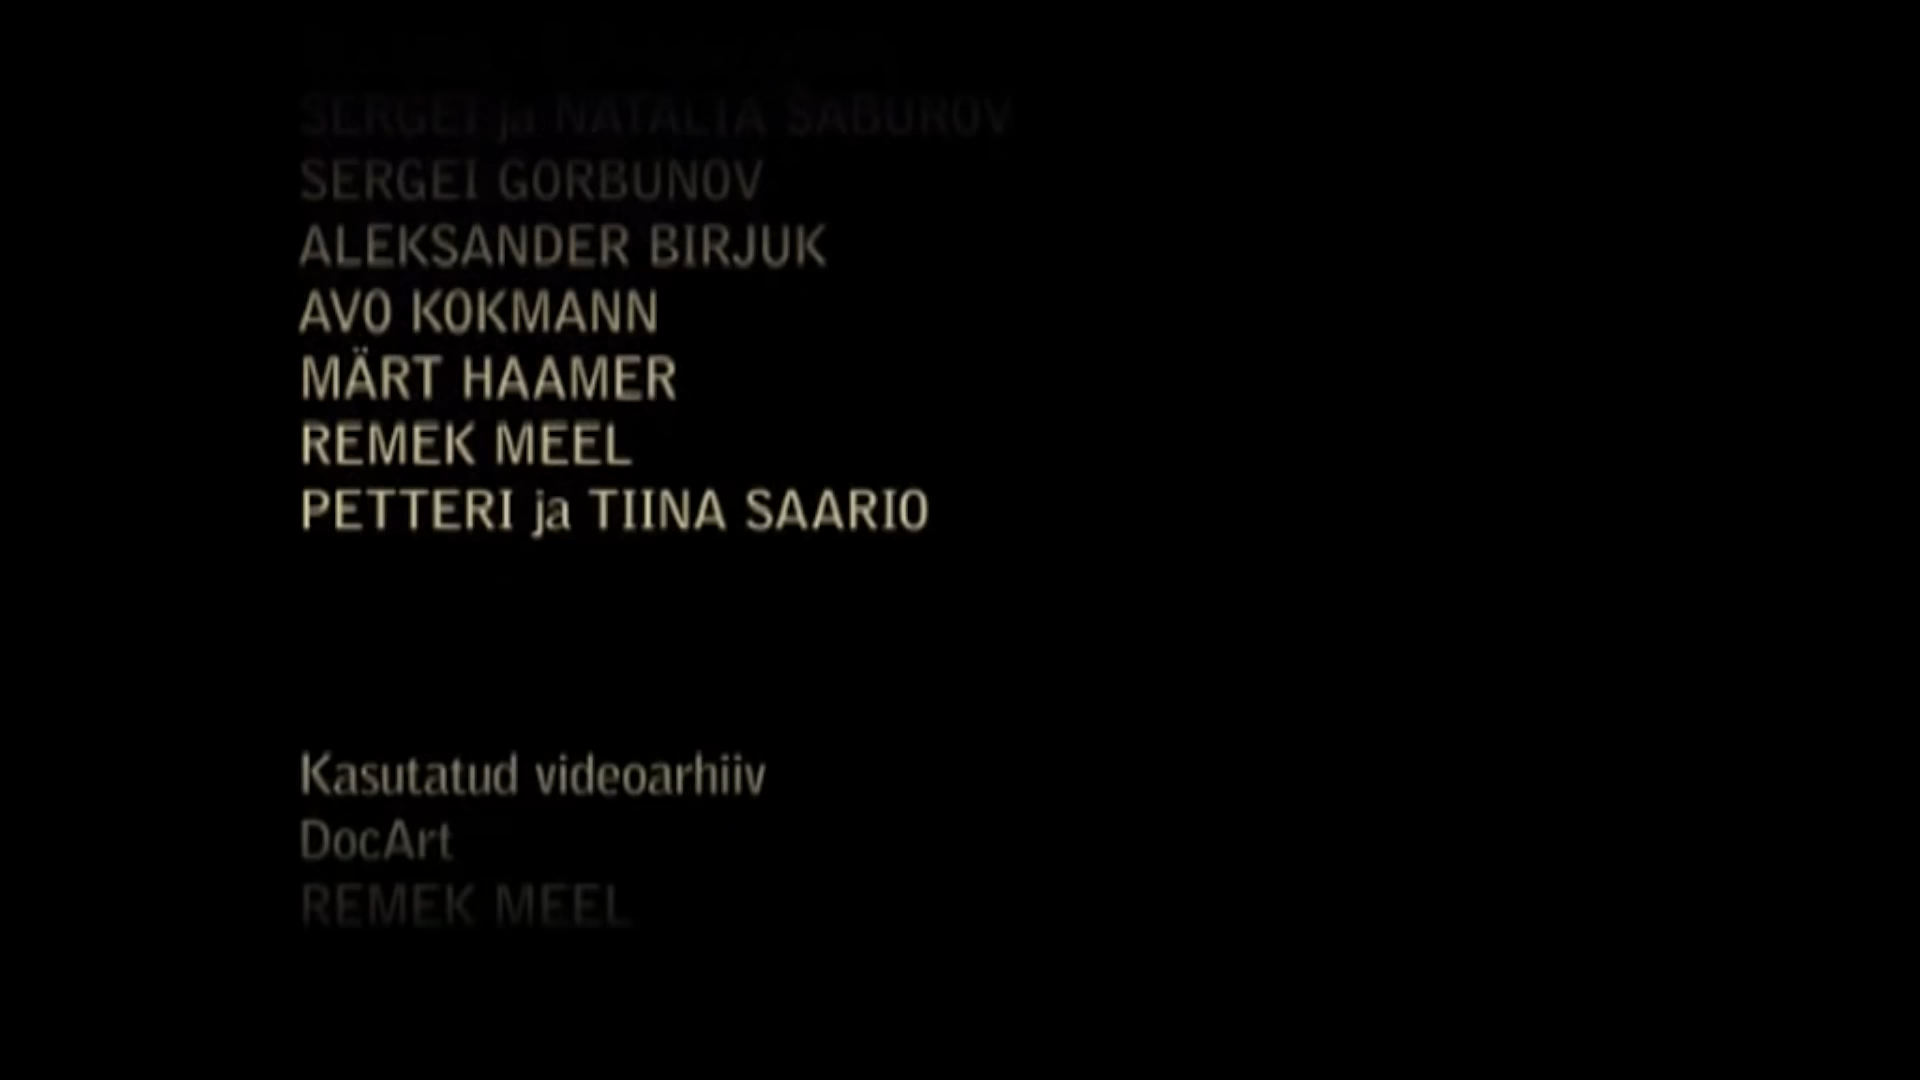 SERGEI ja NATALIA ŠABUROV
SERGEI GORBUNOV
ALEKSANDER BIRJUK
AVO KOKMANN
MÄRT HAAMER
REMEK MEEL
PETTERI ja TIINA SAARIO
Kasutatud videoarhiiv
DocArt
REMEK MEEL